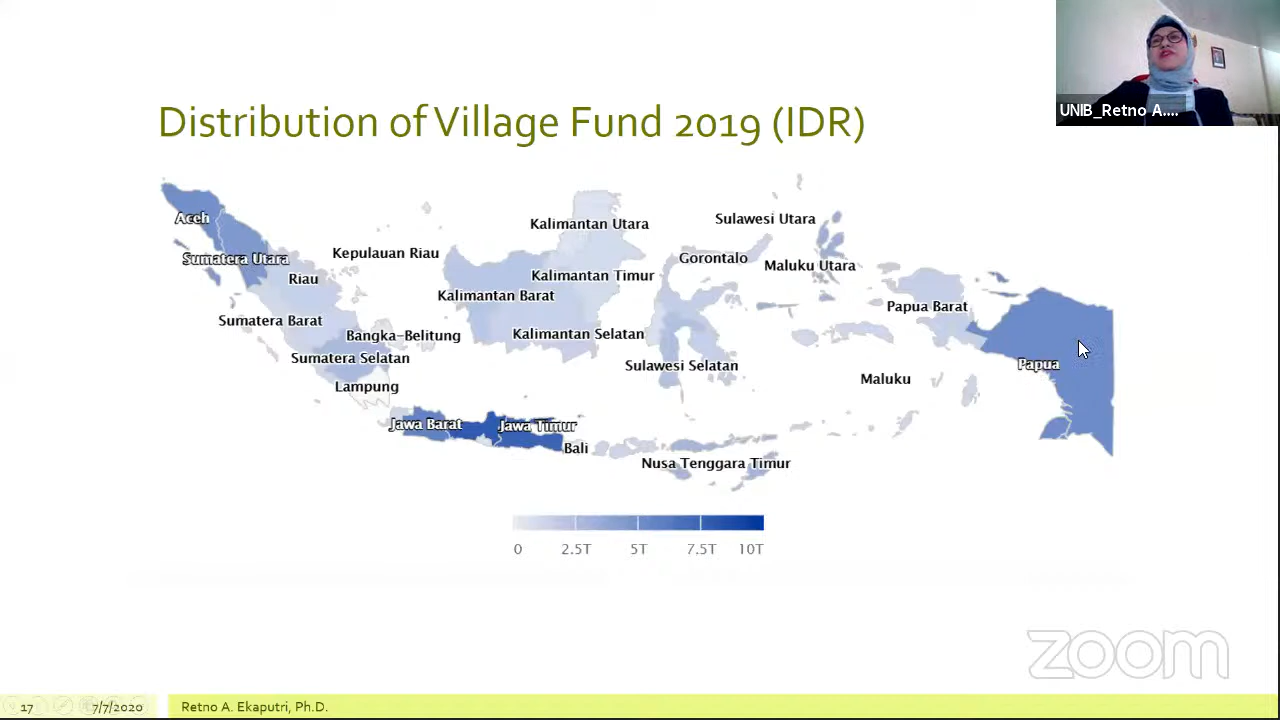 UNIB_Retno A....
Distribution of Village Fund 2019 (IDR)
Aceh
Sumatera Utara
Riau
Kepulauan Riau
Sumatera Barat
Bangka-Belitung
Sumatera Selatan
Lampung
Kalimantan Utara
Kalimantan Timur
Kalimantan Barat
Kalimantan Selatan
Sulawesi Utara
Gorontalo
Maluku Utara
Sulawesi Selatan
Papua Barat
Papua
Maluku
Jawa Barat
Jawa Timur
Bali
Nusa Tenggara Timur
0 2.5T 5T 7.5T 10T
zoom
17 7/7/2020 Retno A. Ekaputri, Ph.D.